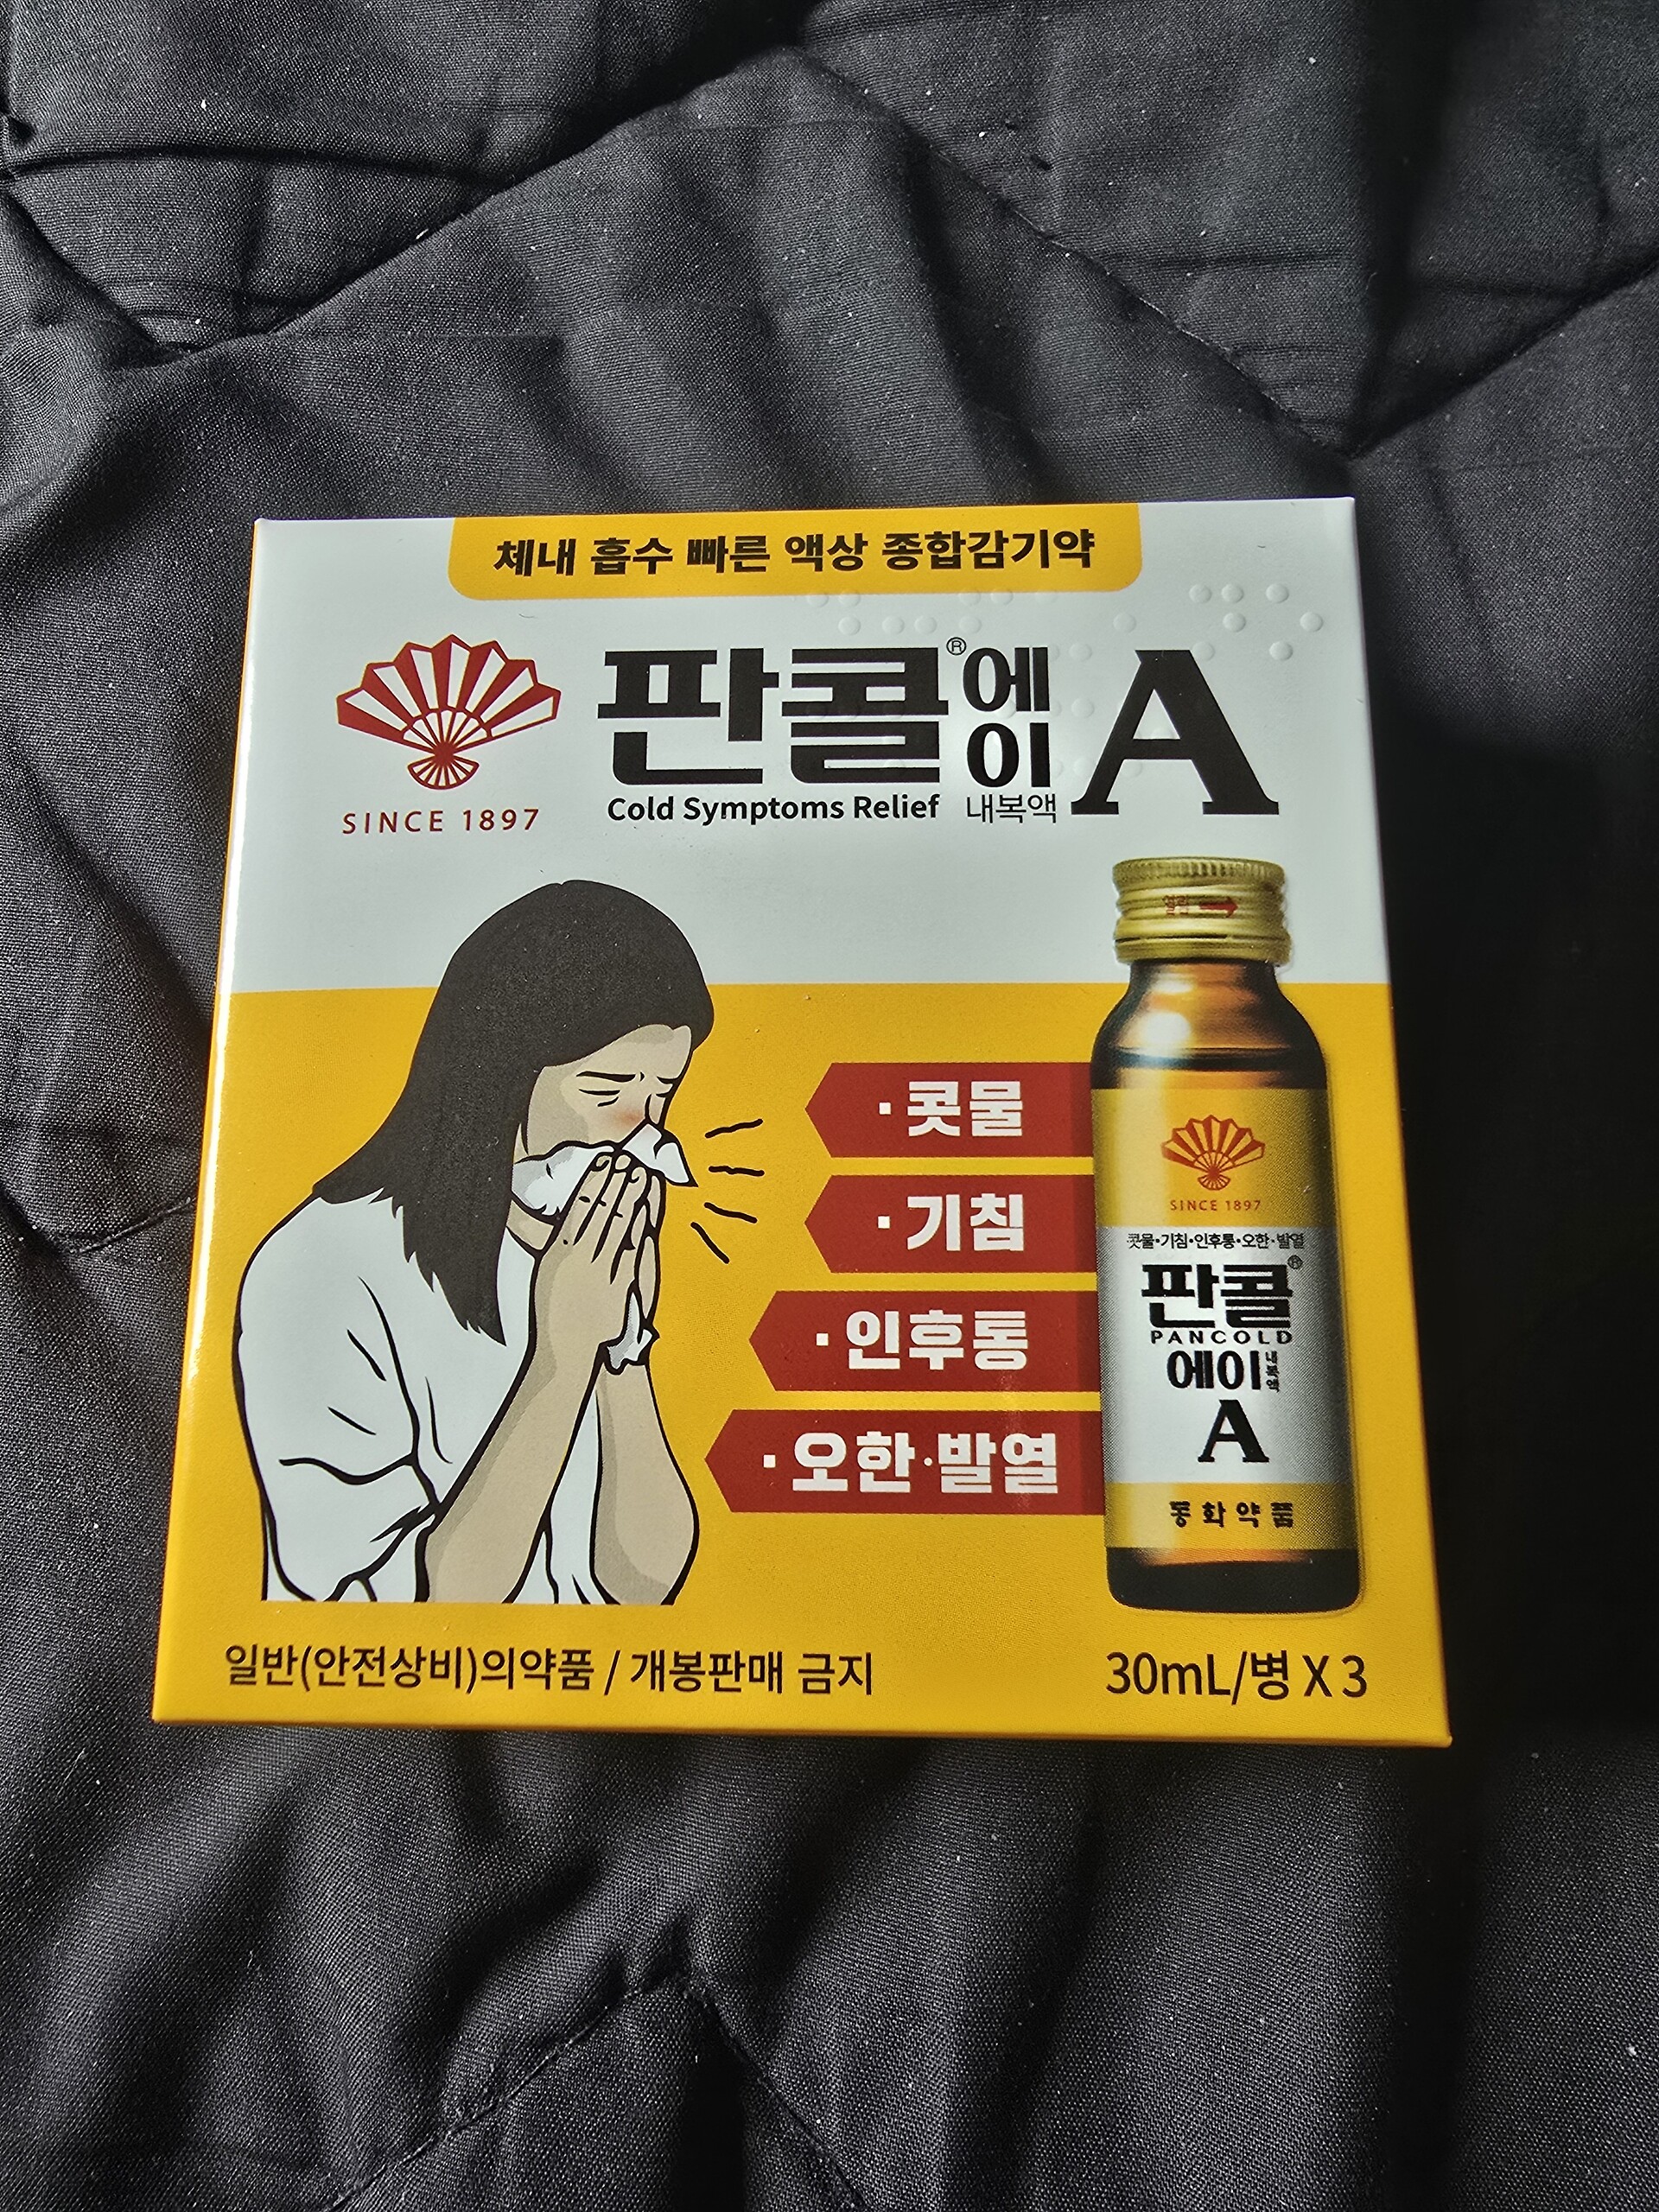 체내 흡수 빠른 액상 종합감기약
판콜® 에이 A
Cold Symptoms Relief 내복액
SINCE 1897
열림
· 콧물
· 기침
· 인후통
· 오한·발열
SINCE 1897
콧물•기침•인후통•오한·발열
판콜®
PANCOLD
에이 내복액
A
동화약품
일반(안전상비)의약품 / 개봉판매 금지
30mL/병 X 3